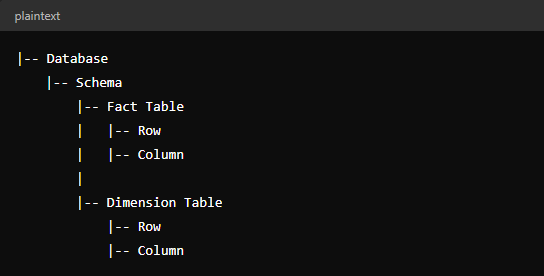 plaintext
|-- Database
    |-- Schema
        |-- Fact Table
        |   |-- Row
        |   |-- Column
        |
        |-- Dimension Table
            |-- Row
            |-- Column